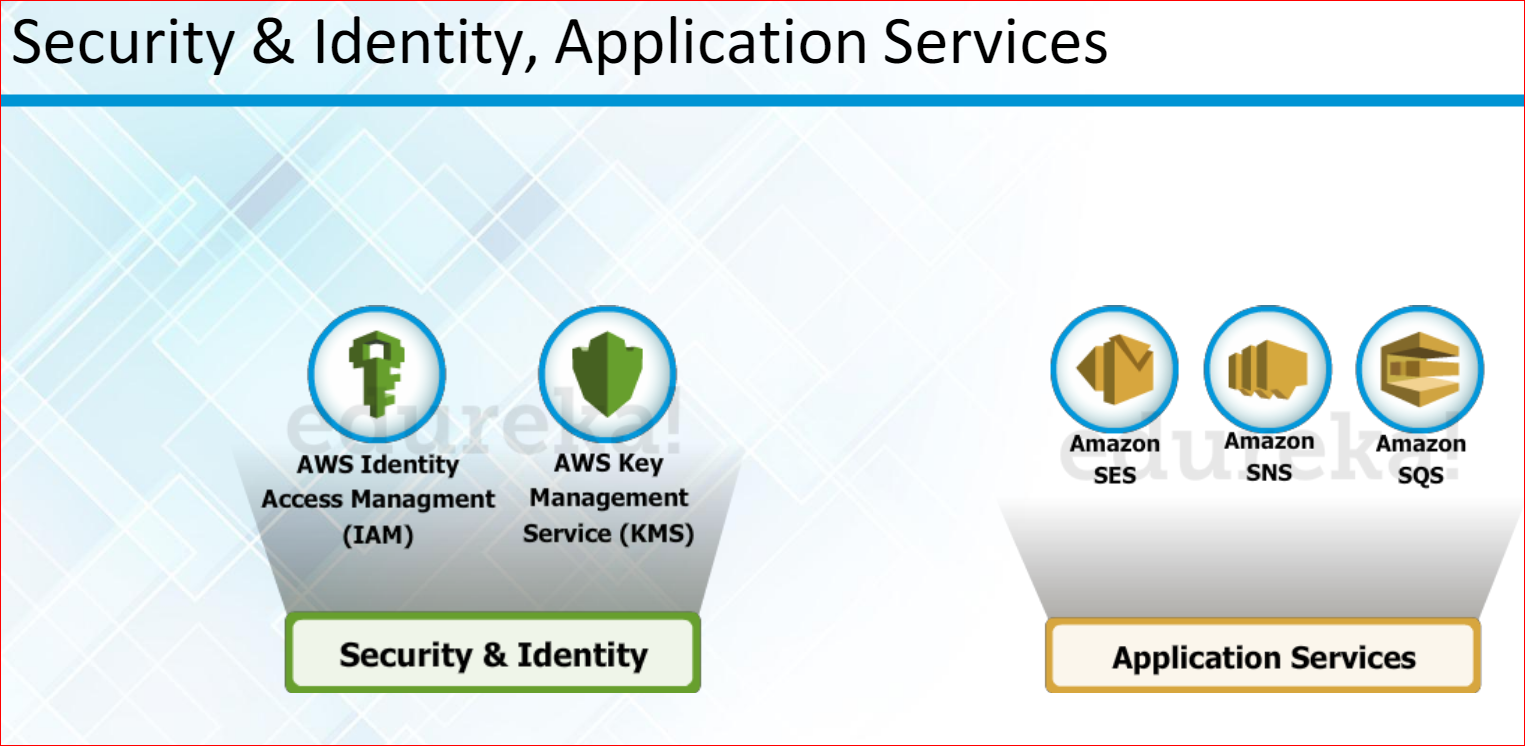 Security & Identity, Application Services
edureka!
AWS Identity
Access Managment
(IAM)
AWS Key
Management
Service (KMS)
Security & Identity
edureka!
Amazon
SES
Amazon
SNS
Amazon
SQS
Application Services